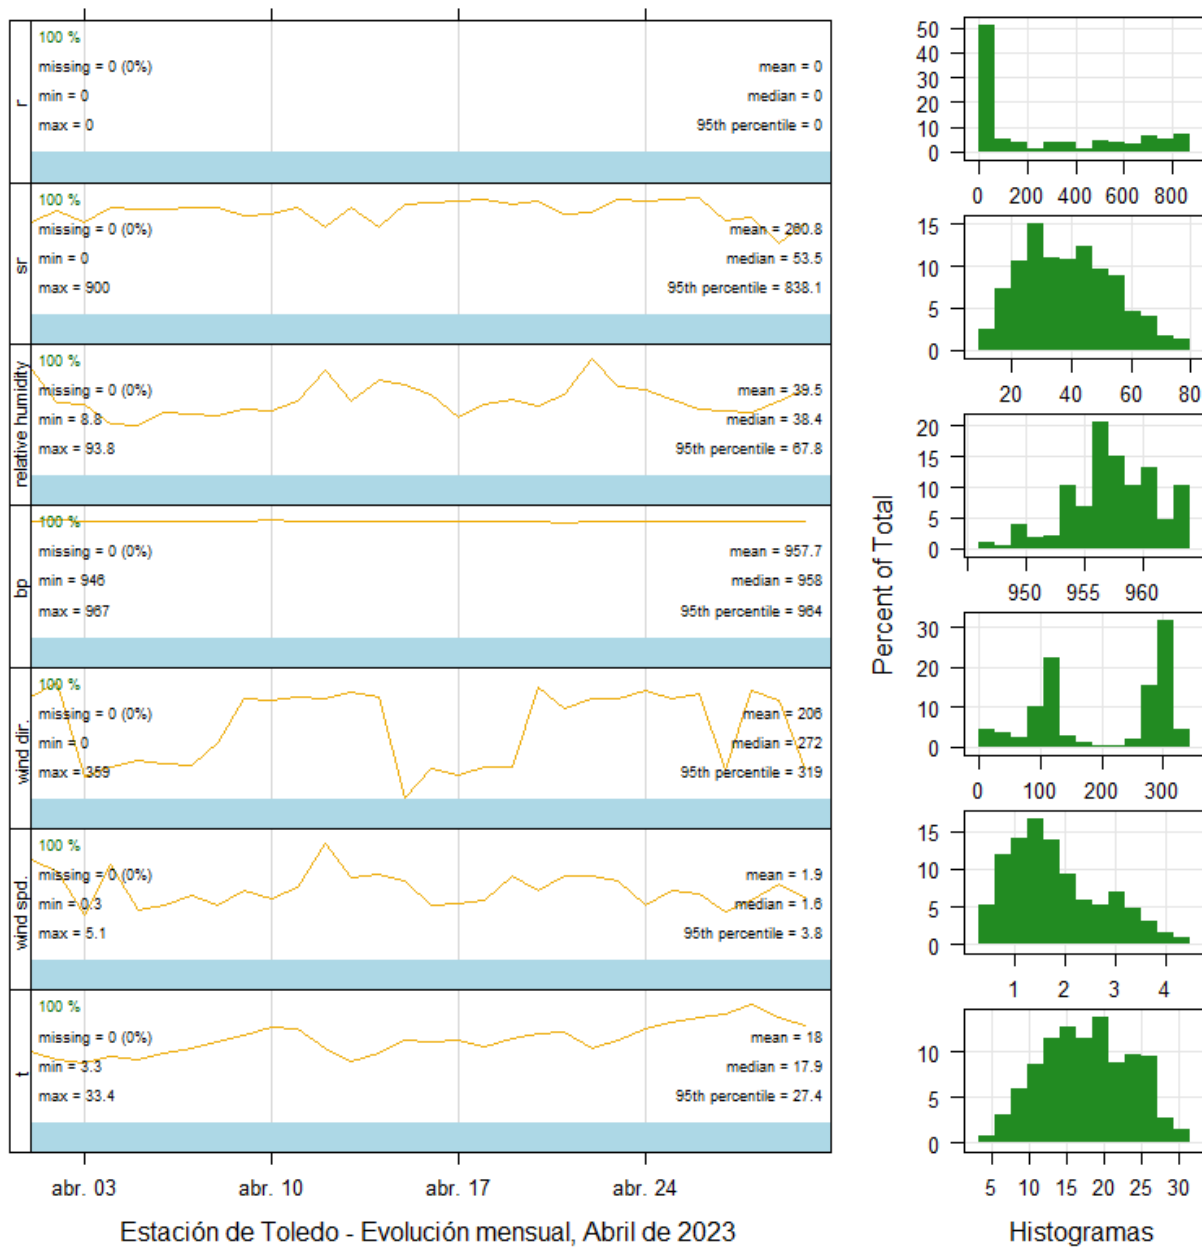 r
100 %
missing = 0 (0%)
min = 0
max = 0
mean = 0
median = 0
95th percentile = 0
sr
100 %
missing = 0 (0%)
min = 0
max = 900
mean = 260.8
median = 53.5
95th percentile = 838.1
relative humidity
100 %
missing = 0 (0%)
min = 8.8
max = 93.8
mean = 39.5
median = 38.4
95th percentile = 67.8
bp
100 %
missing = 0 (0%)
min = 946
max = 967
mean = 957.7
median = 958
95th percentile = 964
wind dir.
100 %
missing = 0 (0%)
min = 0
max = 359
mean = 206
median = 272
95th percentile = 319
wind spd.
100 %
missing = 0 (0%)
min = 0.3
max = 5.1
mean = 1.9
median = 1.6
95th percentile = 3.8
t
100 %
missing = 0 (0%)
min = 3.3
max = 33.4
mean = 18
median = 17.9
95th percentile = 27.4
abr. 03 abr. 10 abr. 17 abr. 24
Estación de Toledo - Evolución mensual, Abril de 2023
Percent of Total
50
40
30
20
10
0
0 200 400 600 800
15
10
5
0
20 40 60 80
20
15
10
5
0
950 955 960
30
20
10
0
0 100 200 300
15
10
5
0
1 2 3 4
10
5
0
5 10 15 20 25 30
Histogramas